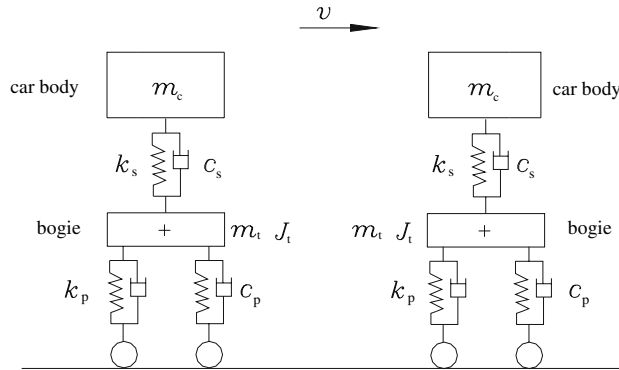 υ
car body
m_c
m_c
car body
k_s
c_s
k_s
c_s
bogie
m_t J_t
m_t J_t
bogie
k_p
c_p
k_p
c_p